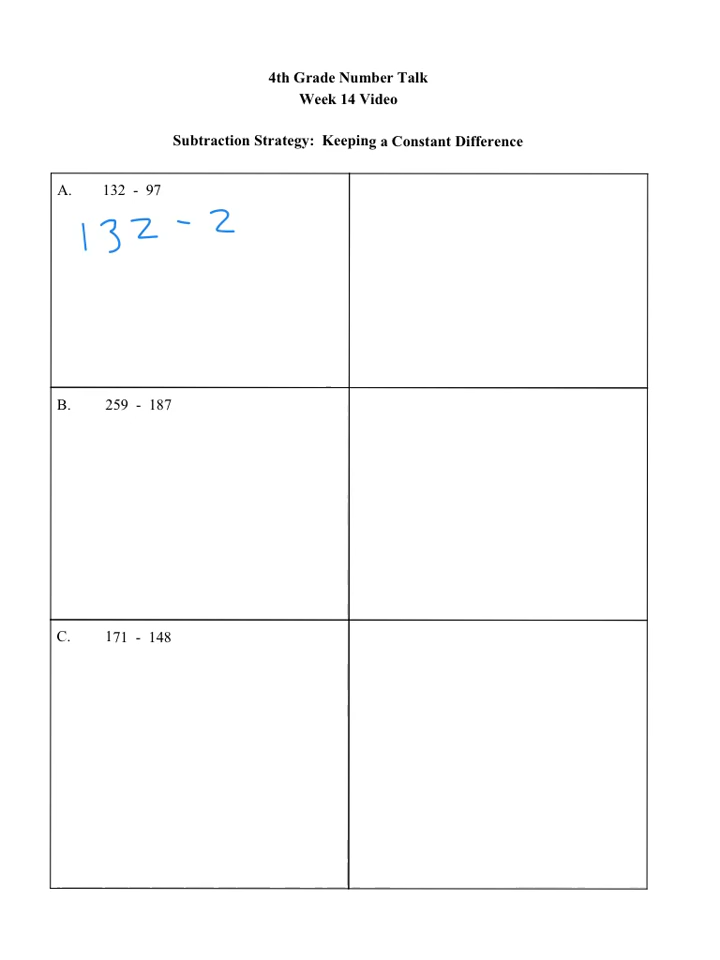 4th Grade Number Talk
Week 14 Video
Subtraction Strategy: Keeping a Constant Difference
A. 132 - 97
132 - 2
B. 259 - 187
C. 171 - 148